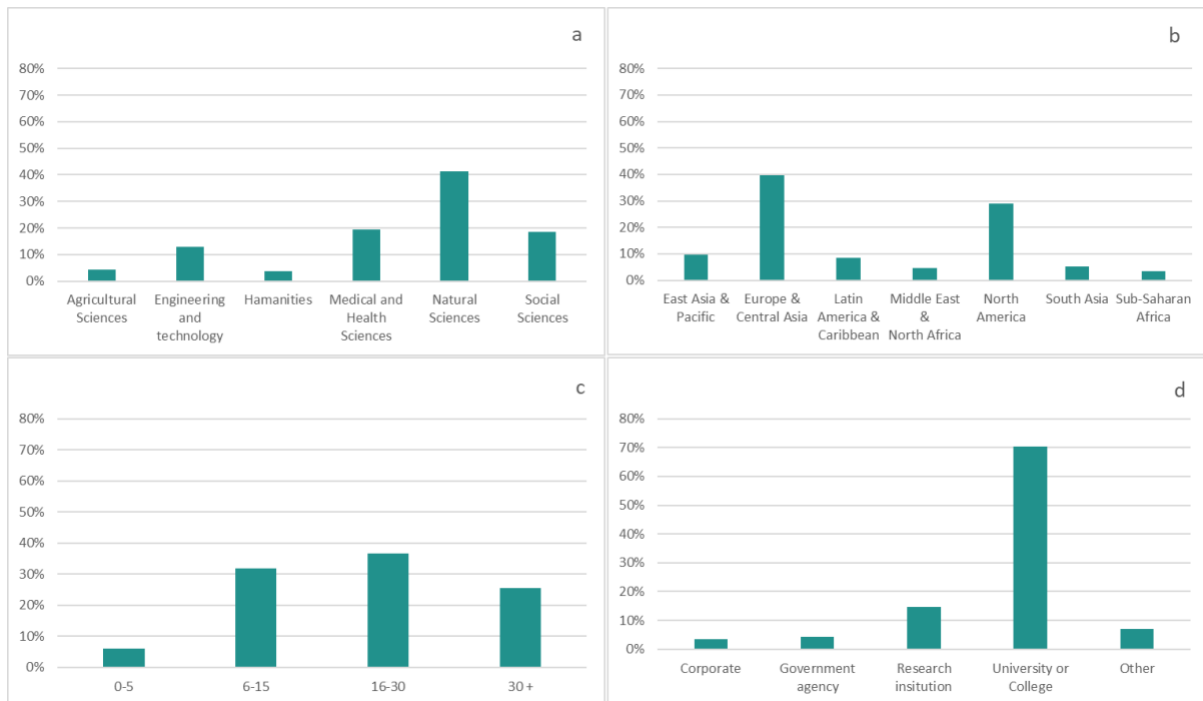 a
80%
70%
60%
50%
40%
30%
20%
10%
0%
Agricultural
Sciences
Engineering
and
technology
Hamanities
Medical and
Health
Sciences
Natural
Sciences
Social
Sciences
b
80%
70%
60%
50%
40%
30%
20%
10%
0%
East Asia &
Pacific
Europe &
Central Asia
Latin
America &
Caribbean
Middle East
&
North Africa
North
America
South Asia
Sub-Saharan
Africa
c
80%
70%
60%
50%
40%
30%
20%
10%
0%
0-5
6-15
16-30
30 +
d
80%
70%
60%
50%
40%
30%
20%
10%
0%
Corporate
Government
agency
Research
insitution
University or
College
Other